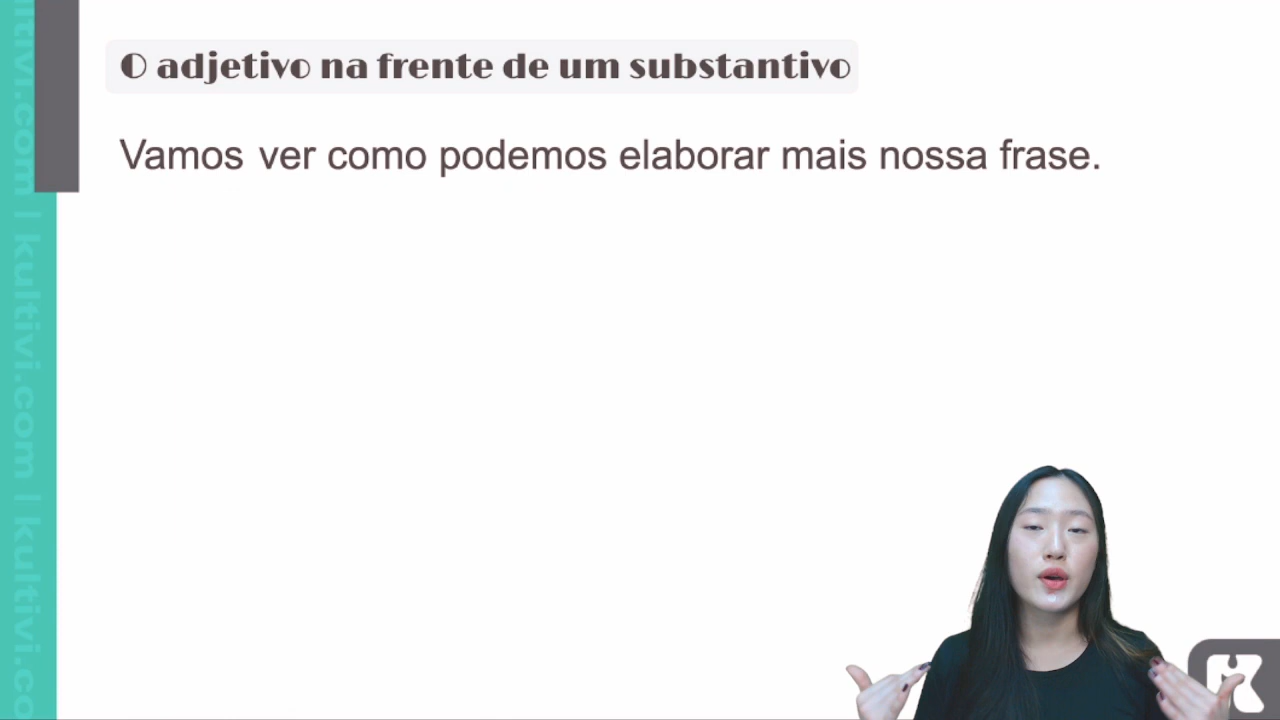 O adjetivo na frente de um substantivo
Vamos ver como podemos elaborar mais nossa frase.
kultivi.com | kultivi.com | kultivi.co